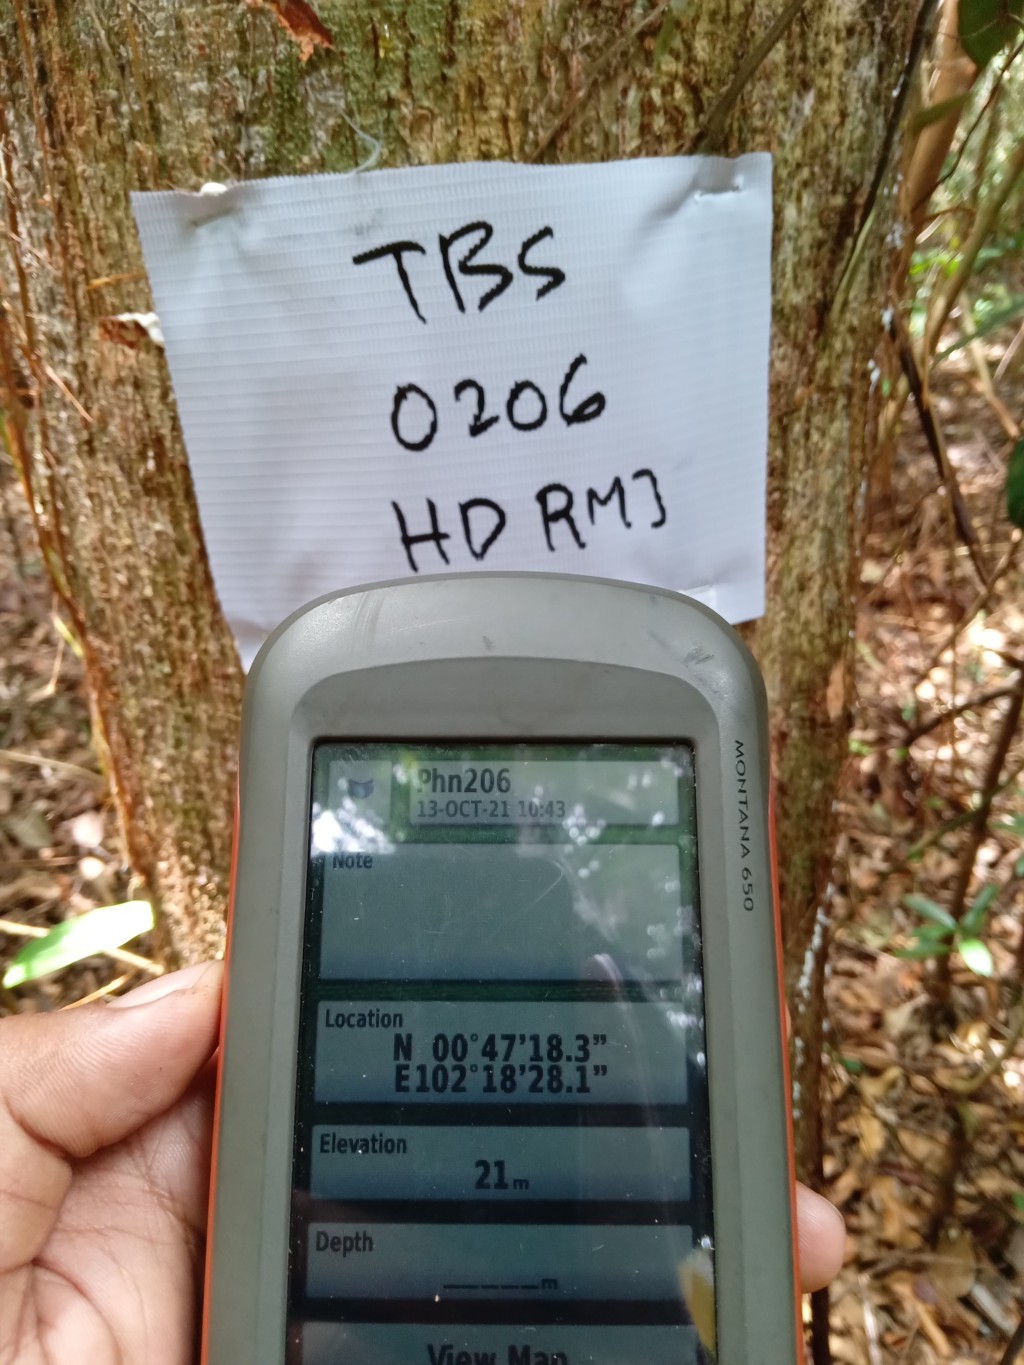 TBS
0206
HD RMJ
MONTANA 650
Phn206
13-OCT-21 10:43
Note
Location
N 00°47'18.3"
E102°18'28.1"
Elevation
21m
Depth
_____m
View Map